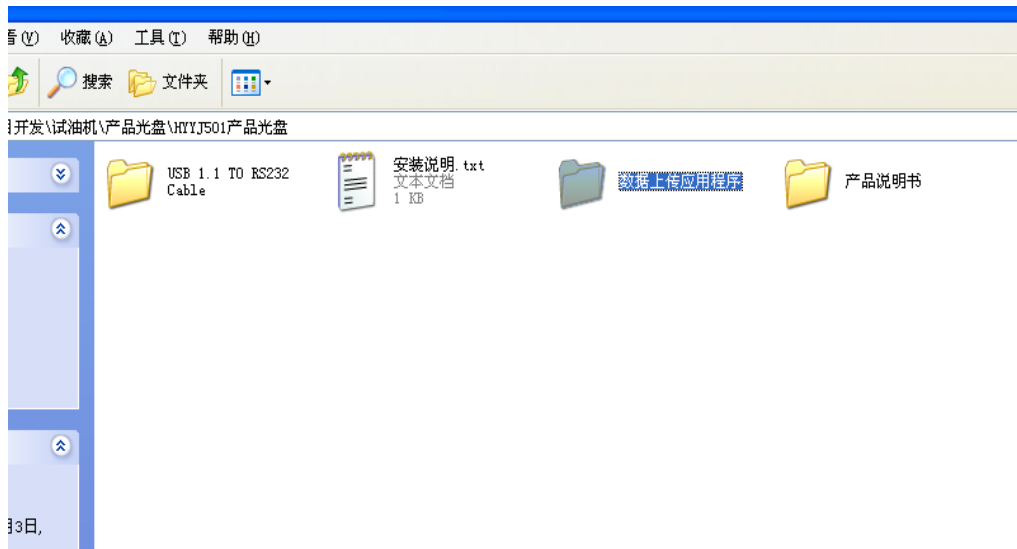 看(V) 收藏(A) 工具(T) 帮助(H)
搜索 文件夹
目开发\试油机\产品光盘\HYYJ501产品光盘
USB 1.1 TO RS232
Cable
安装说明.txt
文本文档
1 KB
数据上传应用程序
产品说明书
月3日,